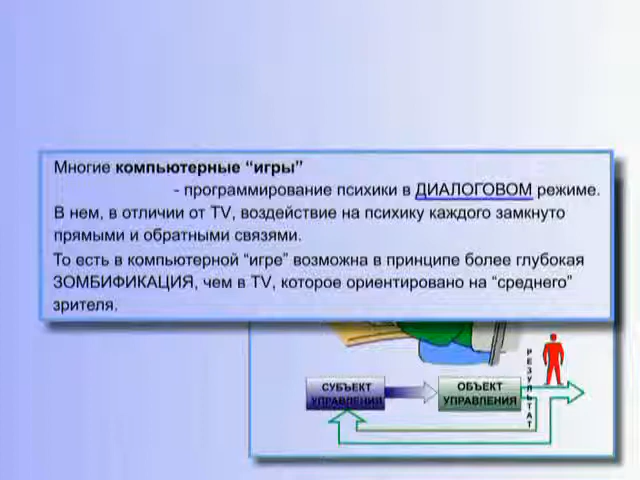 Многие компьютерные “игры”
- программирование психики в ДИАЛОГОВОМ режиме.
В нем, в отличии от TV, воздействие на психику каждого замкнуто
прямыми и обратными связями.
То есть в компьютерной “игре” возможна в принципе более глубокая
ЗОМБИФИКАЦИЯ, чем в TV, которое ориентировано на “среднего”
зрителя.
СУБЪЕКТ
УПРАВЛЕНИЯ
ОБЪЕКТ
УПРАВЛЕНИЯ
РЕЗУЛЬТАТ